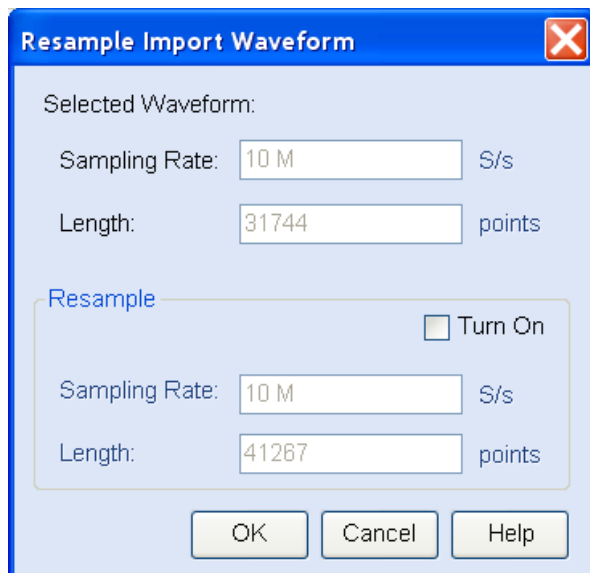 Resample Import Waveform
Selected Waveform:
Sampling Rate: 10 M S/s
Length: 31744 points
Resample
Turn On
Sampling Rate: 10 M S/s
Length: 41267 points
OK Cancel Help